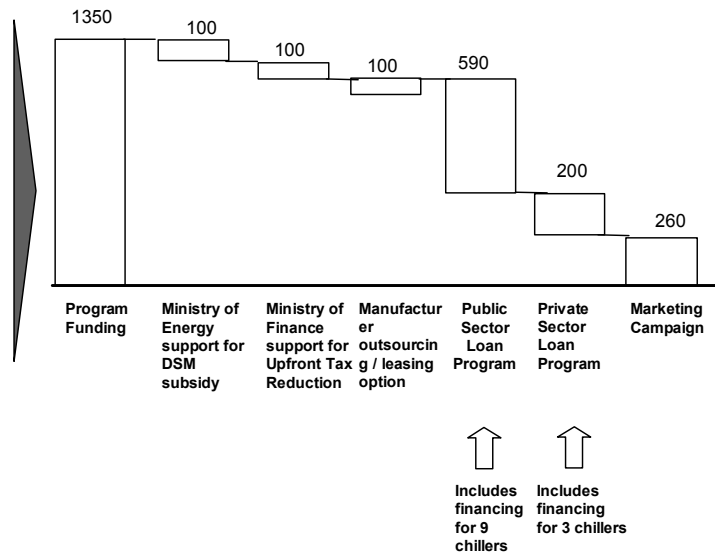 1350
100
100
100
590
200
260
Program
Funding
Ministry of
Energy
support for
DSM
subsidy
Ministry of
Finance
support for
Upfront Tax
Reduction
Manufactur
er
outsourcin
g / leasing
option
Public
Sector
Loan
Program
Private
Sector
Loan
Program
Marketing
Campaign
Includes
financing
for 9
chillers
Includes
financing
for 3 chillers